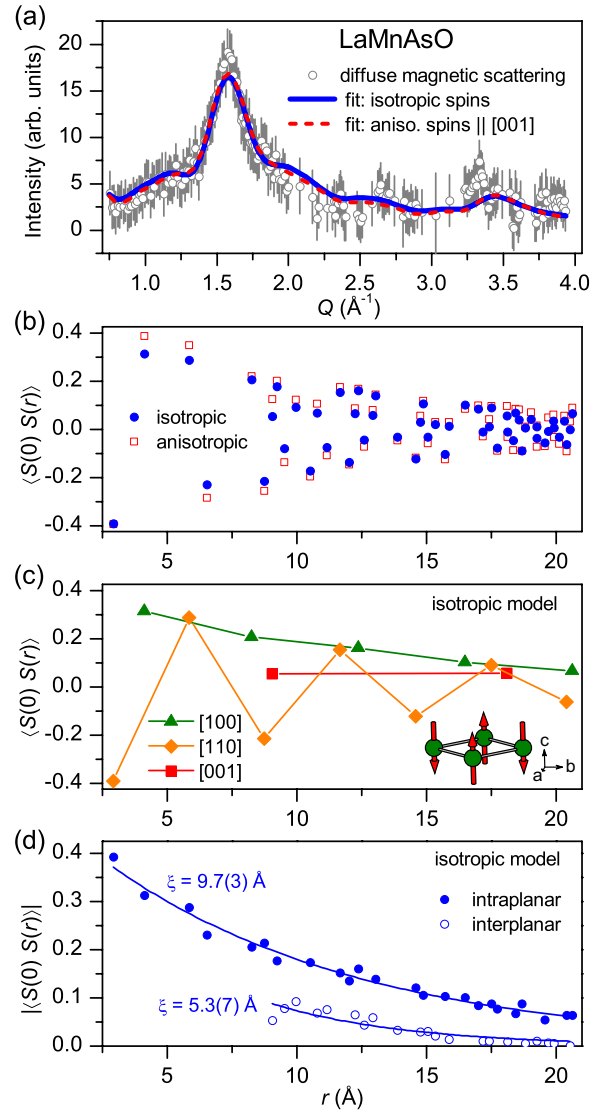 (a)
LaMnAsO
diffuse magnetic scattering
fit: isotropic spins
fit: aniso. spins || [001]
Intensity (arb. units)
20
15
10
5
0
1.0 1.5 2.0 2.5 3.0 3.5 4.0
Q (Å⁻¹)
(b)
isotropic
anisotropic
⟨S(0) S(r)⟩
0.4
0.2
0.0
-0.2
-0.4
5 10 15 20
(c)
isotropic model
[100]
[110]
[001]
c
a b
⟨S(0) S(r)⟩
0.4
0.2
0.0
-0.2
-0.4
5 10 15 20
(d)
isotropic model
ξ = 9.7(3) Å
intraplanar
interplanar
ξ = 5.3(7) Å
|⟨S(0) S(r)⟩|
0.4
0.3
0.2
0.1
0.0
5 10 15 20
r (Å)